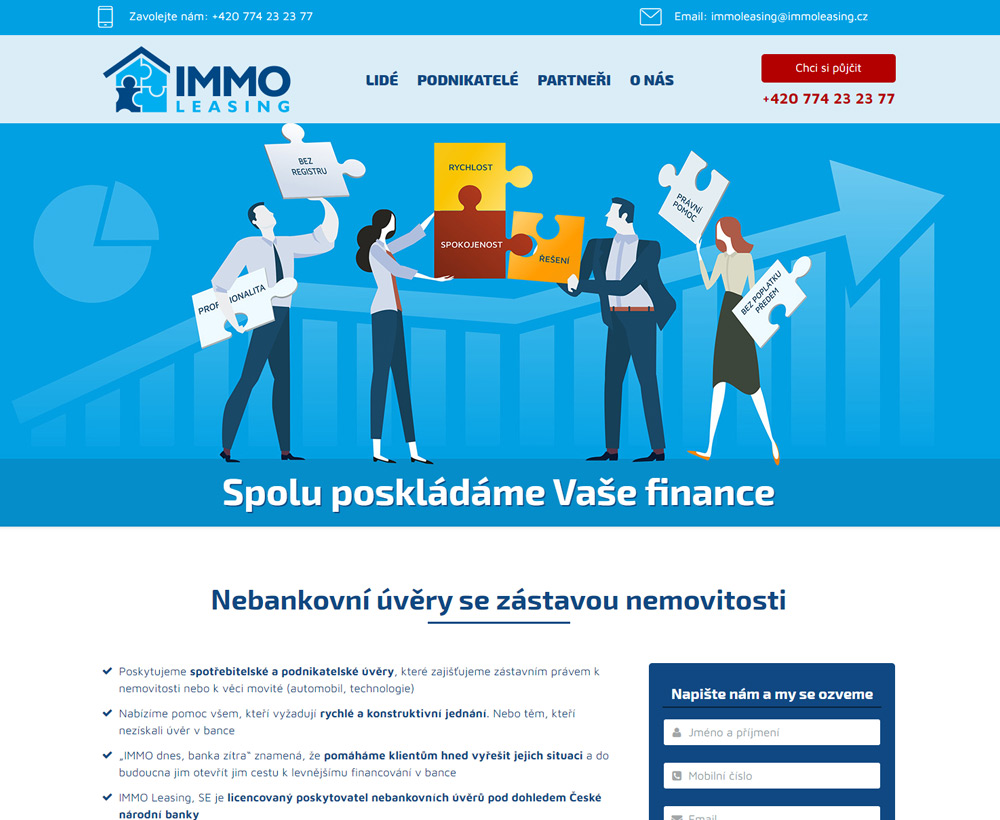 Zavolejte nám: +420 774 23 23 77
Email: immoleasing@immoleasing.cz
IMMO
LEASING
LIDÉ
PODNIKATELÉ
PARTNEŘI
O NÁS
Chci si půjčit
+420 774 23 23 77
BEZ
REGISTRU
RYCHLOST
PRÁVNÍ
POMOC
SPOKOJENOST
ŘEŠENÍ
BEZ POPLATKU
PŘEDEM
Spolu poskládáme Vaše finance
Nebankovní úvěry se zástavou nemovitosti
Poskytujeme spotřebitelské a podnikatelské úvěry, které zajišťujeme zástavním právem k
nemovitosti nebo k věci movité (automobil, technologie)
Nabízíme pomoc všem, kteří vyžadují rychlé a konstruktivní jednání. Nebo těm, kteří
nezískali úvěr v bance
„IMMO dnes, banka zítra“ znamená, že pomáháme klientům hned vyřešit jejich situaci a do
budoucna jim otevřít jim cestu k levnějšímu financování v bance
IMMO Leasing, SE je licencovaný poskytovatel nebankovních úvěrů pod dohledem České
národní banky
Napište nám a my se ozveme
Jméno a příjmení
Mobilní číslo
Email